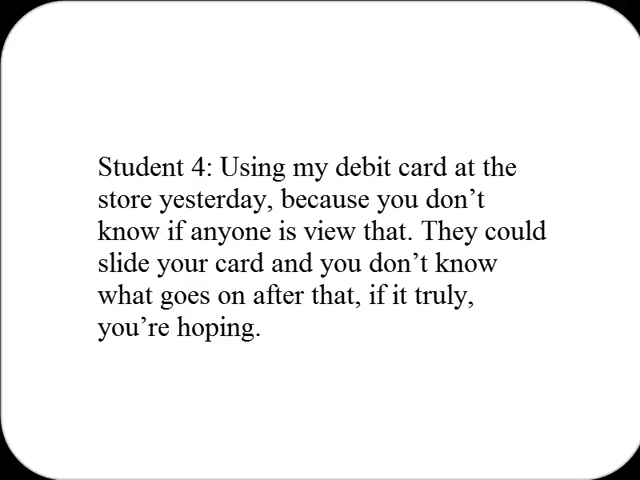 Student 4: Using my debit card at the
store yesterday, because you don’t
know if anyone is view that. They could
slide your card and you don’t know
what goes on after that, if it truly,
you’re hoping.